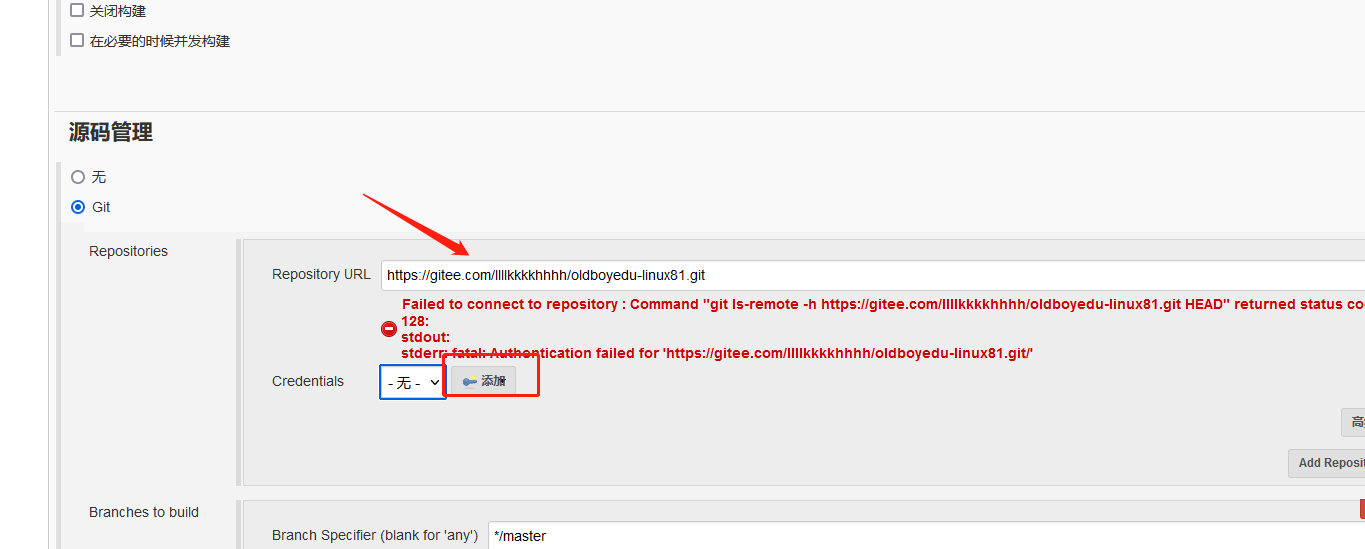 关闭构建
在必要的时候并发构建
源码管理
无
Git
Repositories
Repository URL
https://gitee.com/llllkkkkhhhh/oldboyedu-linux81.git
Failed to connect to repository : Command "git ls-remote -h https://gitee.com/llllkkkkhhhh/oldboyedu-linux81.git HEAD" returned status co
128:
stdout:
stderr: fatal: Authentication failed for 'https://gitee.com/llllkkkkhhhh/oldboyedu-linux81.git/'
Credentials
- 无 -
添加
高
Add Reposit
Branches to build
Branch Specifier (blank for 'any')
*/master